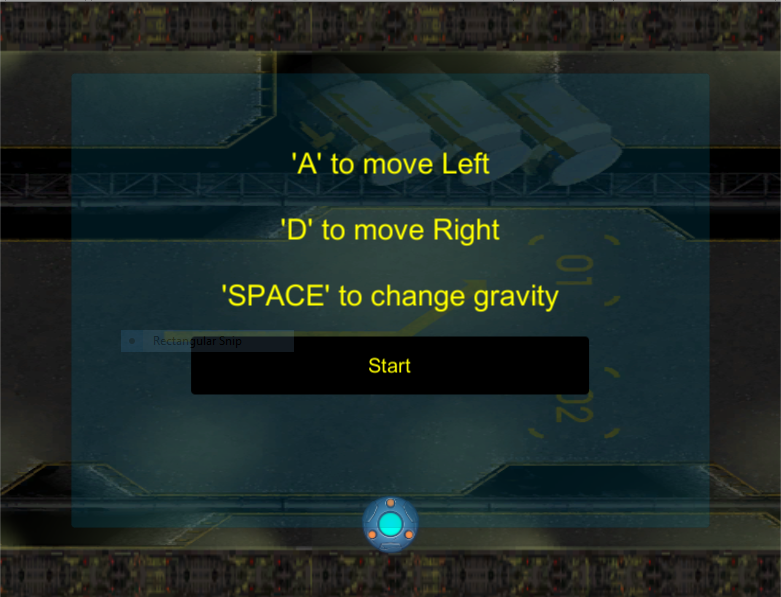 'A' to move Left
'D' to move Right
'SPACE' to change gravity
01
Rectangular Snip
Start
02